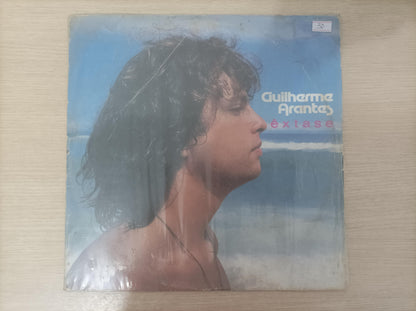 Guilherme
Arantes
êxtase